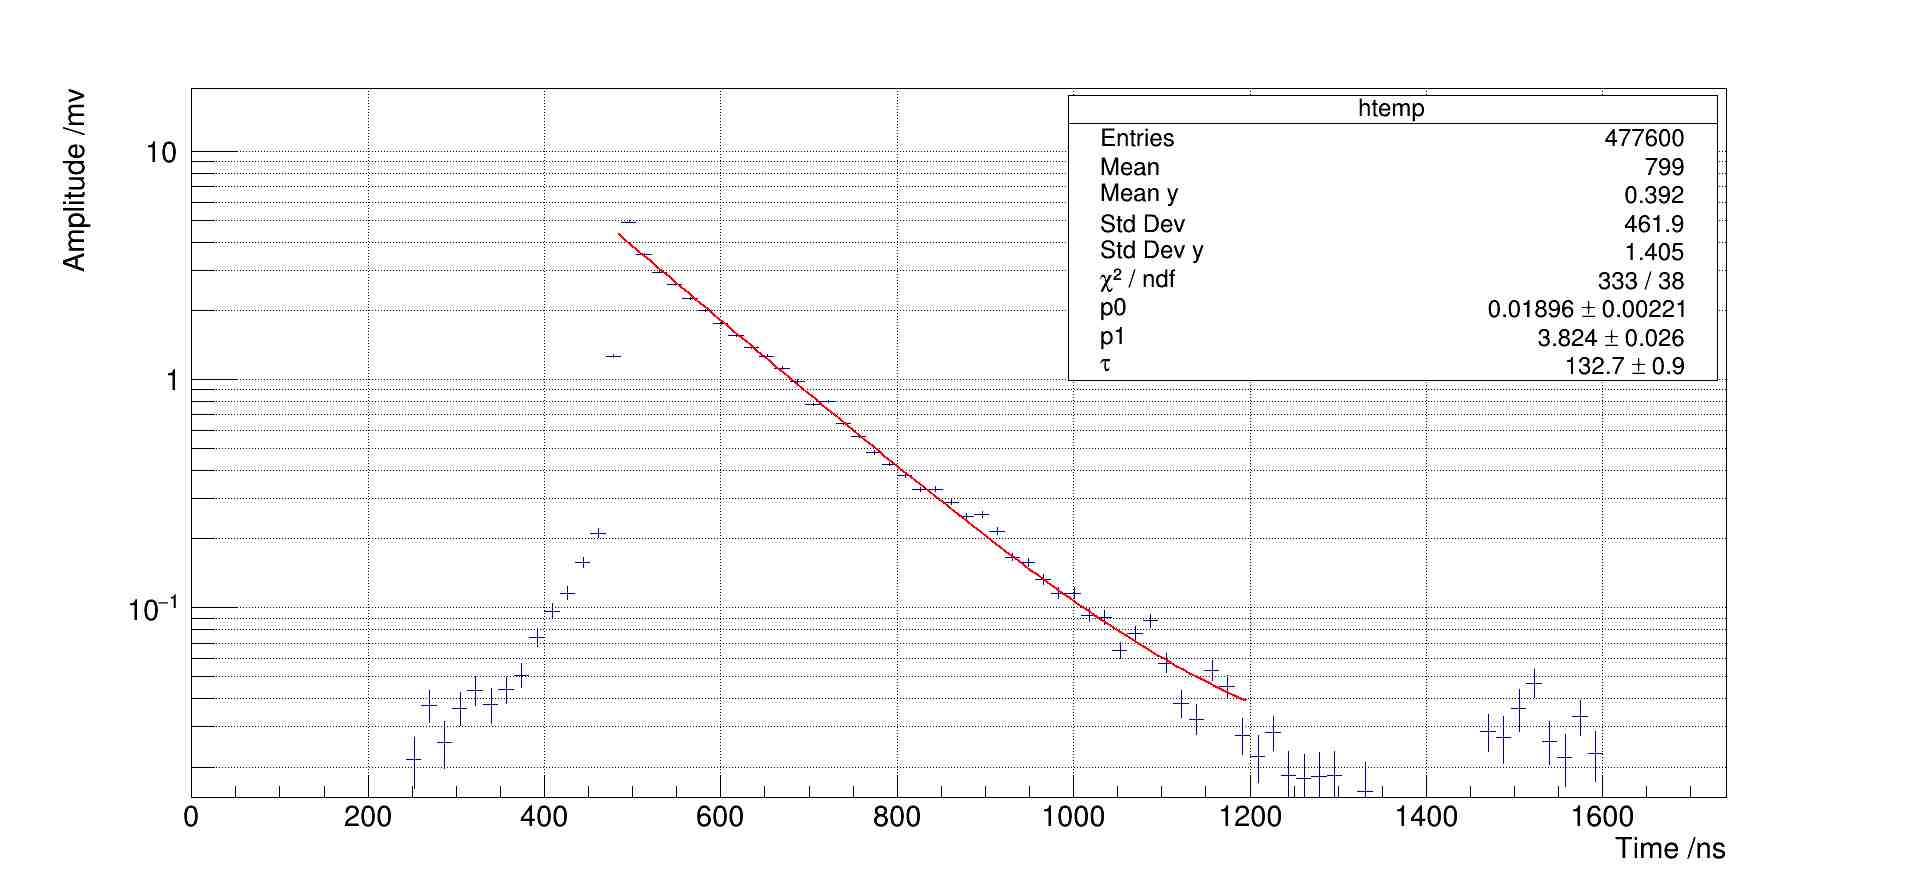 Amplitude /mv
10
1
10⁻¹
htemp
Entries 477600
Mean 799
Mean y 0.392
Std Dev 461.9
Std Dev y 1.405
χ² / ndf 333 / 38
p0 0.01896 ± 0.00221
p1 3.824 ± 0.026
τ 132.7 ± 0.9
0 200 400 600 800 1000 1200 1400 1600
Time /ns